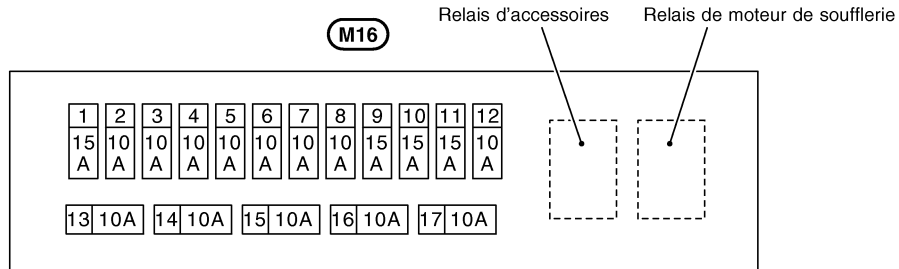 Relais d'accessoires Relais de moteur de soufflerie
M16
1 2 3 4 5 6 7 8 9 10 11 12
15 10 10 10 10 10 10 10 15 15 15 10
A A A A A A A A A A A A
13 10A 14 10A 15 10A 16 10A 17 10A